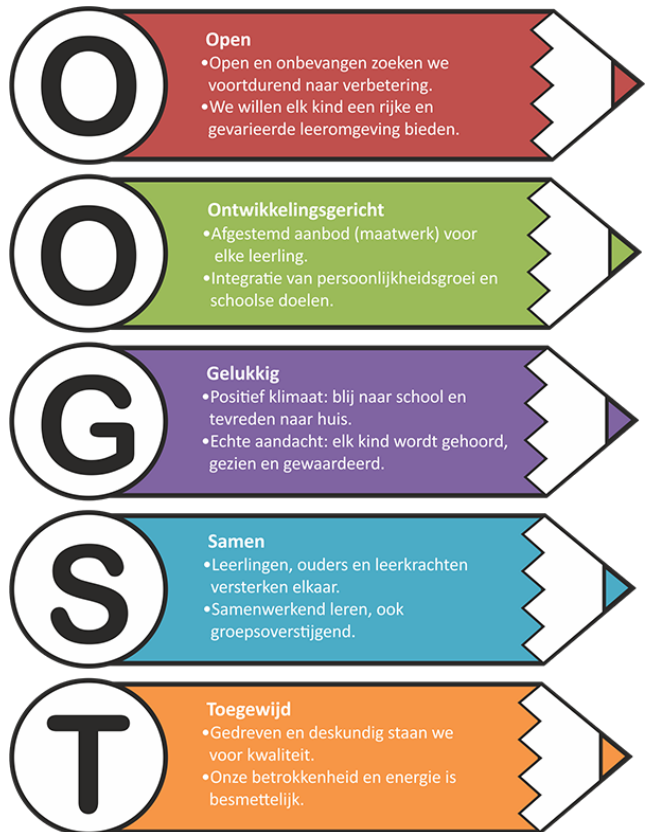 O
Open
•Open en onbevangen zoeken we
voortdurend naar verbetering.
•We willen elk kind een rijke en
gevarieerde leeromgeving bieden.
O
Ontwikkelingsgericht
•Afgestemd aanbod (maatwerk) voor
elke leerling.
•Integratie van persoonlijkheidsgroei en
schoolse doelen.
G
Gelukkig
•Positief klimaat: blij naar school en
tevreden naar huis.
•Echte aandacht: elk kind wordt gehoord,
gezien en gewaardeerd.
S
Samen
•Leerlingen, ouders en leerkrachten
versterken elkaar.
•Samenwerkend leren, ook
groepsoverstijgend.
T
Toegewijd
•Gedreven en deskundig staan we
voor kwaliteit.
•Onze betrokkenheid en energie is
besmettelijk.